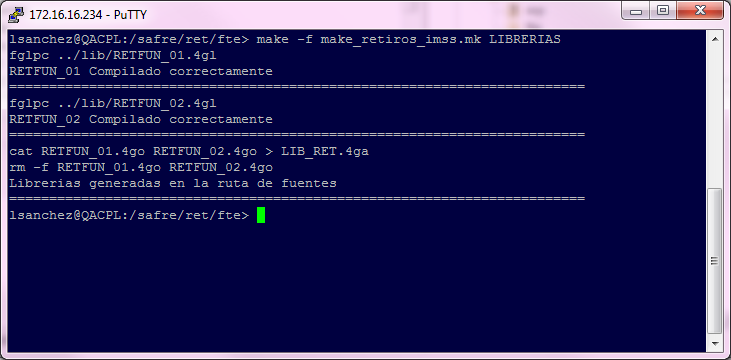 172.16.16.234 - PuTTY
lsanchez@QACPL:/safre/ret/fte> make -f make_retiros_imss.mk LIBRERIAS
fglpc ../lib/RETFUN_01.4gl
RETFUN_01 Compilado correctamente
================================================================================
fglpc ../lib/RETFUN_02.4gl
RETFUN_02 Compilado correctamente
================================================================================
cat RETFUN_01.4go RETFUN_02.4go > LIB_RET.4ga
rm -f RETFUN_01.4go RETFUN_02.4go
Librerias generadas en la ruta de fuentes
================================================================================
lsanchez@QACPL:/safre/ret/fte>